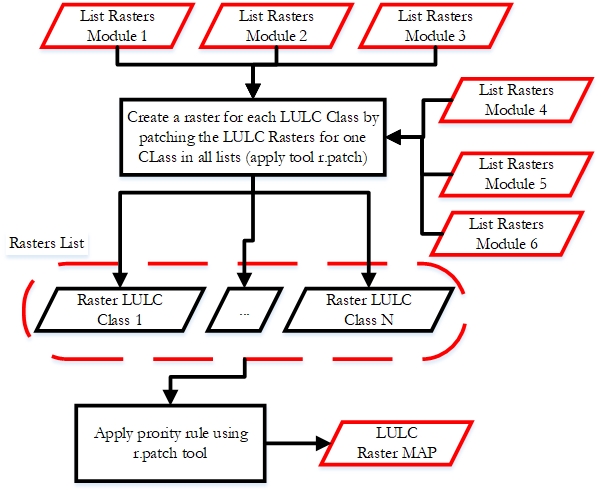 List Rasters
Module 1
List Rasters
Module 2
List Rasters
Module 3
Create a raster for each LULC Class by
patching the LULC Rasters for one
CLass in all lists (apply tool r.patch)
List Rasters
Module 4
List Rasters
Module 5
List Rasters
Module 6
Rasters List
Raster LULC
Class 1
...
Raster LULC
Class N
Apply prority rule using
r.patch tool
LULC
Raster MAP